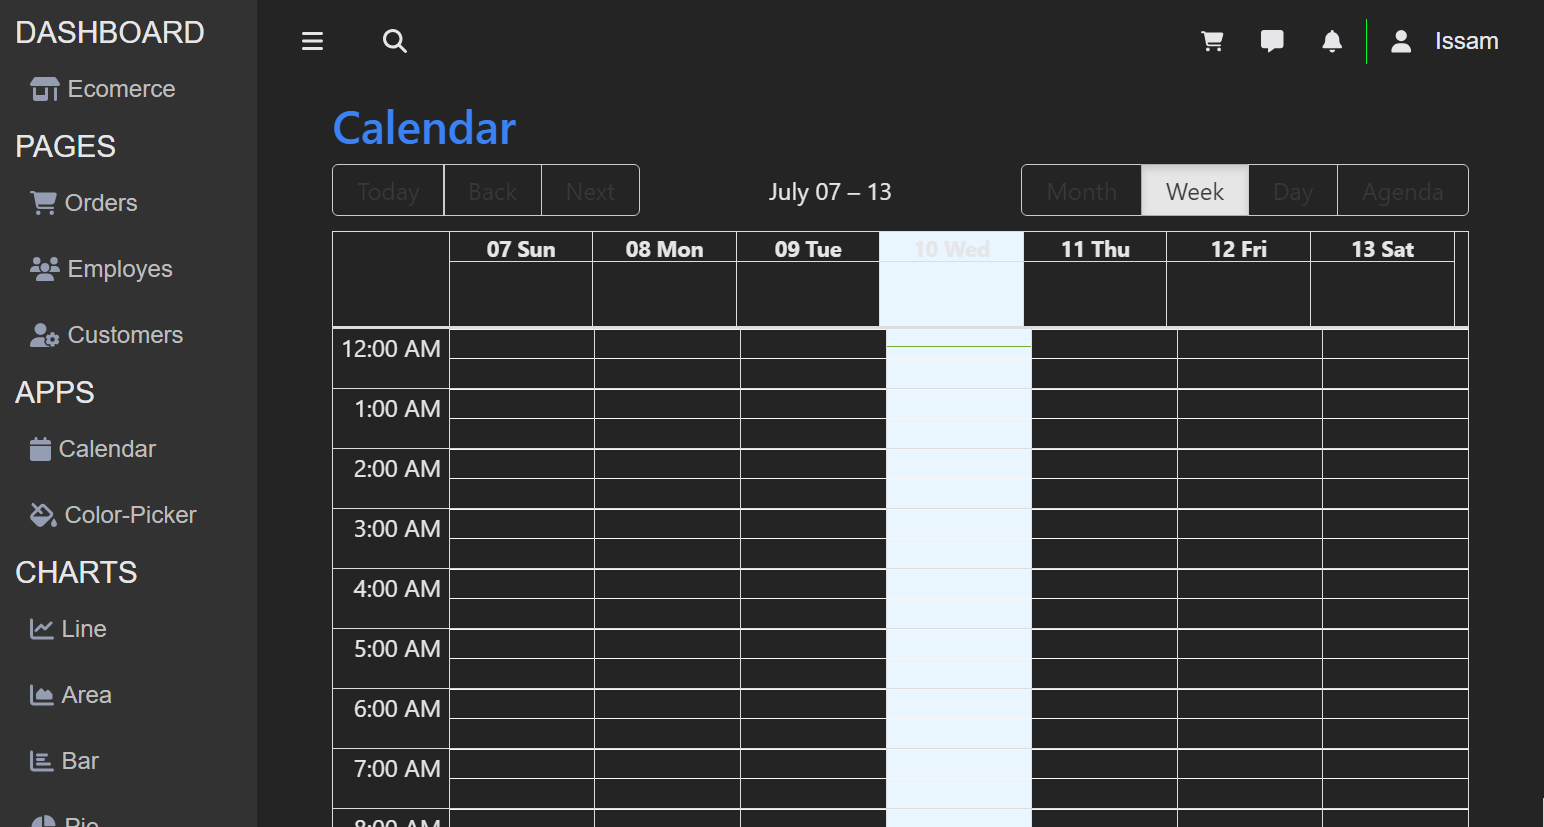 DASHBOARD
Ecomerce
PAGES
Orders
Employes
Customers
APPS
Calendar
Color-Picker
CHARTS
Line
Area
Bar
Pie
Issam
Calendar
Today Back Next
July 07 – 13
Month Week Day Agenda
07 Sun 08 Mon 09 Tue 10 Wed 11 Thu 12 Fri 13 Sat
12:00 AM
1:00 AM
2:00 AM
3:00 AM
4:00 AM
5:00 AM
6:00 AM
7:00 AM
8:00 AM